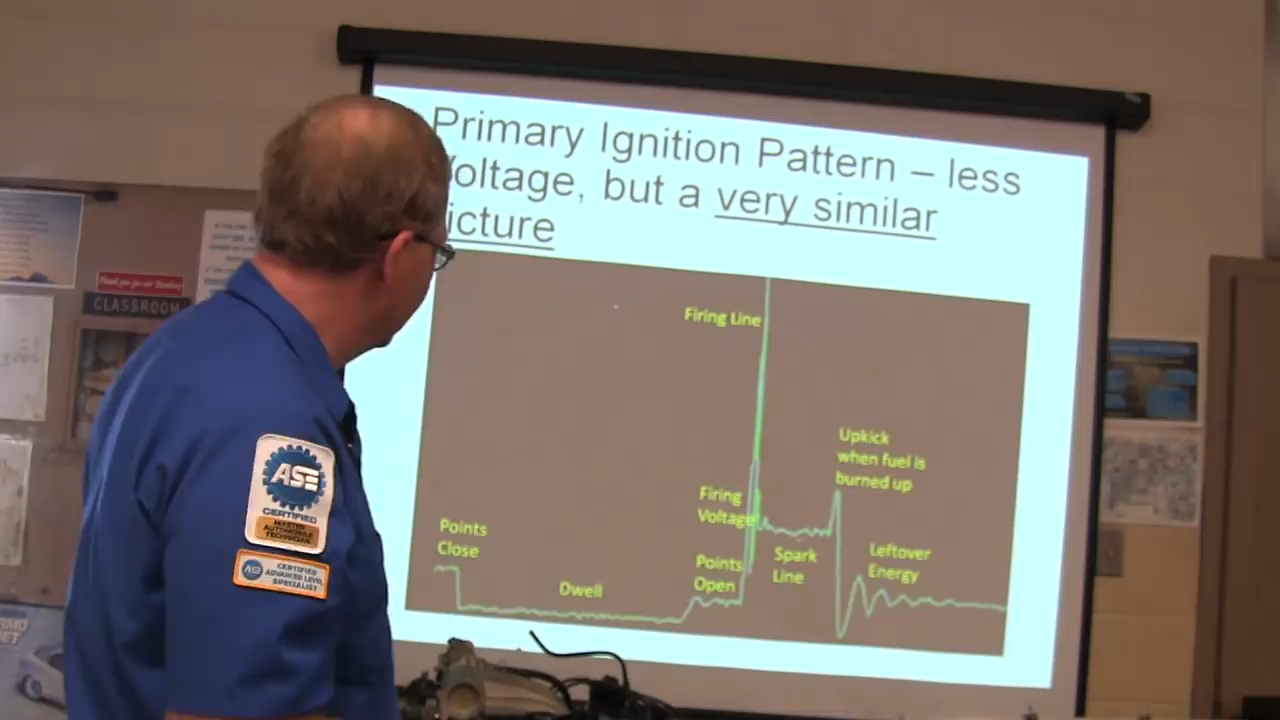 Primary Ignition Pattern – less
oltage, but a very similar
icture
Firing Line
Upkick
when fuel is
burned up
Firing
Voltage
Points
Close
Points
Open
Spark
Line
Leftover
Energy
Dwell
CLASSROOM
ASE
CERTIFIED
MASTER
AUTOMOBILE
TECHNICIAN
CERTIFIED
ADVANCED LEVEL
SPECIALIST